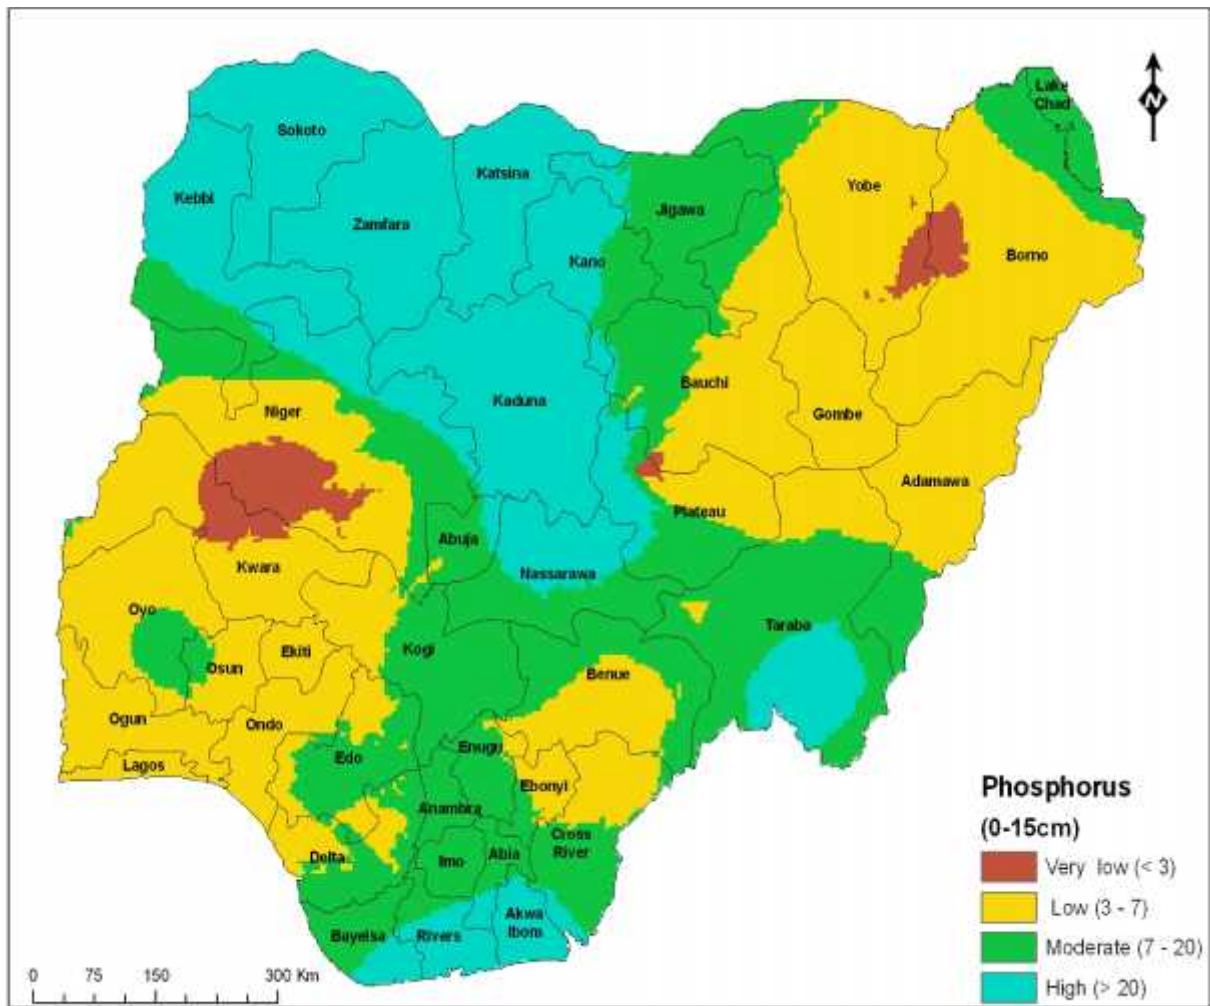 N
Lake
Chad
Sokoto
Katsina
Kebbi
Zamfara
Yobe
Jigawa
Kano
Borno
Bauchi
Kaduna
Niger
Gombe
Adamawa
Plateau
Abuja
Kwara
Nassarawa
Oyo
Taraba
Kogi
Ekiti
Osun
Benue
Ogun
Ondo
Enugu
Edo
Lagos
Ebonyi
Anambra
Cross
River
Delta
Imo
Abia
Akwa
Ibom
Bayelsa
Rivers
Phosphorus
(0-15cm)
Very low (< 3)
Low (3 - 7)
Moderate (7 - 20)
High (> 20)
0 75 150 300 Km